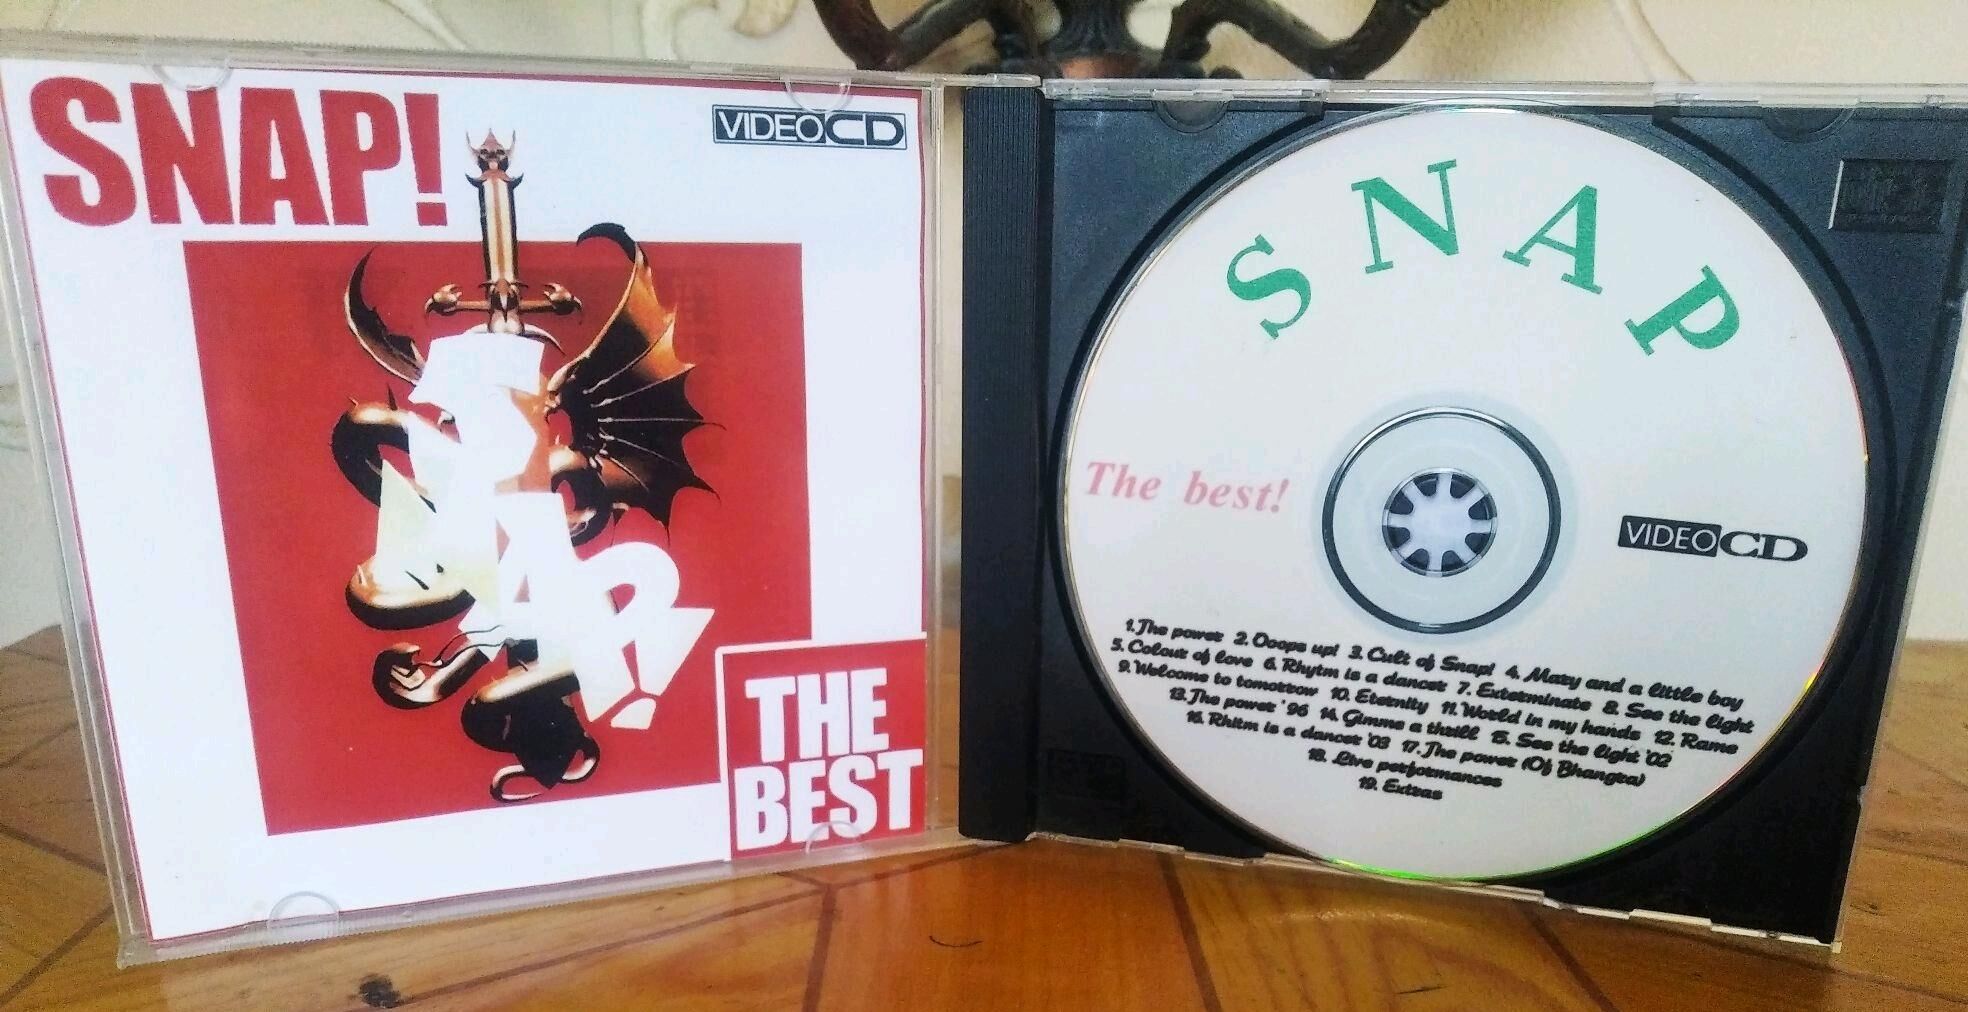 SNAP!
VIDEO CD
SNAP!
THE
BEST
SNAP
The best!
VIDEO CD
1.The power 2. Ooops up! 3. Cult of Snap! 4. Mary and a little boy
5. Colour of love 6. Rhytm is a dancer 7. Exterminate 8. See the light
9. Welcome to tomorrow 10. Eternity 11. World in my hands 12. Rame
13. The power '96 14. Gimme a thrill 15. See the light '02
16. Rhitm is a dancer '03 17. The power (Of Bhangra)
18. Live performances
19. Extras